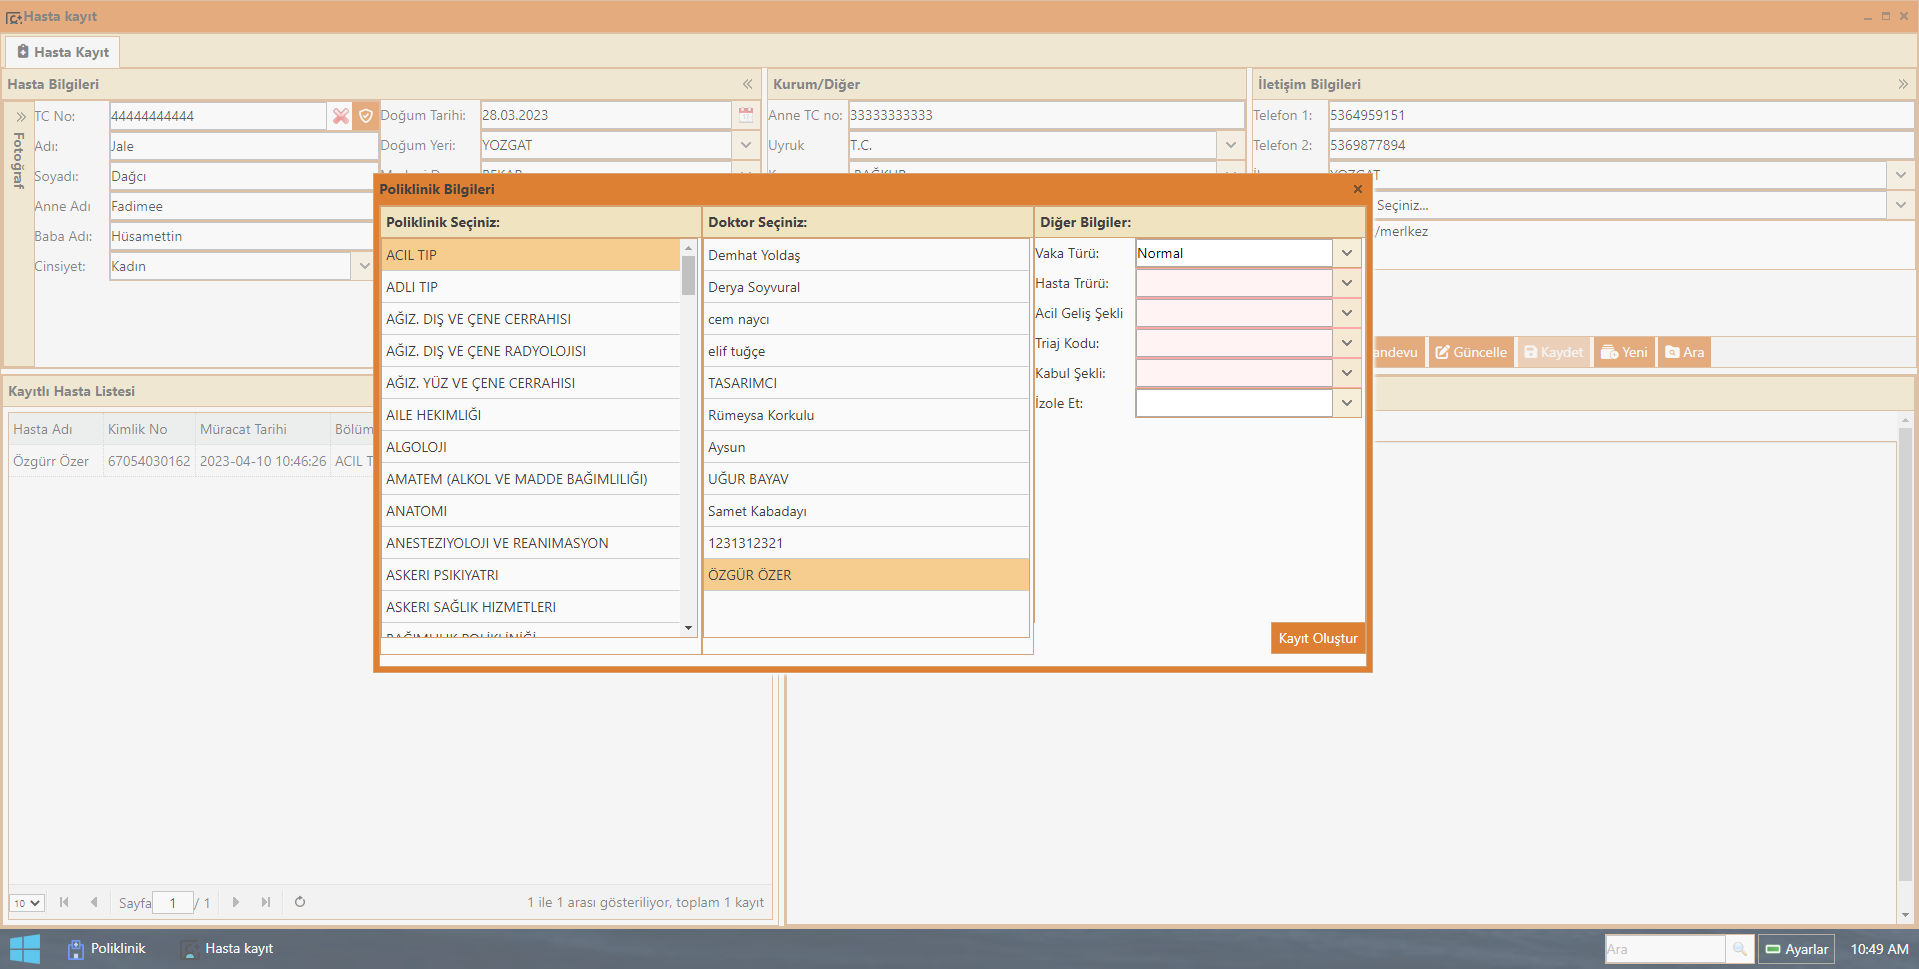 Hasta kayıt
Hasta Kayıt
Hasta Bilgileri
Fotoğraf
TC No: 44444444444
Adı: Jale
Soyadı: Dağcı
Anne Adı Fadimee
Baba Adı: Hüsamettin
Cinsiyet: Kadın
Doğum Tarihi: 28.03.2023
Doğum Yeri: YOZGAT
Kurum/Diğer
Anne TC no: 33333333333
Uyruk T.C.
İletişim Bilgileri
Telefon 1: 5364959151
Telefon 2: 5369877894
YOZGAT
Seçiniz...
/merlkez
andevu Güncelle Kaydet Yeni Ara
Poliklinik Bilgileri
Poliklinik Seçiniz:
ACIL TIP
ADLI TIP
AĞIZ. DIŞ VE ÇENE CERRAHISI
AĞIZ. DIŞ VE ÇENE RADYOLOJISI
AĞIZ. YÜZ VE ÇENE CERRAHISI
AILE HEKIMLIĞI
ALGOLOJI
AMATEM (ALKOL VE MADDE BAĞIMLILIĞI)
ANATOMI
ANESTEZIYOLOJI VE REANIMASYON
ASKERI PSIKIYATRI
ASKERI SAĞLIK HIZMETLERI
Doktor Seçiniz:
Demhat Yoldaş
Derya Soyvural
cem naycı
elif tuğçe
TASARIMCI
Rümeysa Korkulu
Aysun
UĞUR BAYAV
Samet Kabadayı
1231312321
ÖZGÜR ÖZER
Diğer Bilgiler:
Vaka Türü: Normal
Hasta Trürü:
Acil Geliş Şekli
Triaj Kodu:
Kabul Şekli:
İzole Et:
Kayıt Oluştur
Kayıtlı Hasta Listesi
Hasta Adı Kimlik No Müracat Tarihi Bölüm
Özgürr Özer 67054030162 2023-04-10 10:46:26 ACIL T
10 Sayfa 1 / 1 1 ile 1 arası gösteriliyor, toplam 1 kayıt
Poliklinik Hasta kayıt Ara Ayarlar 10:49 AM